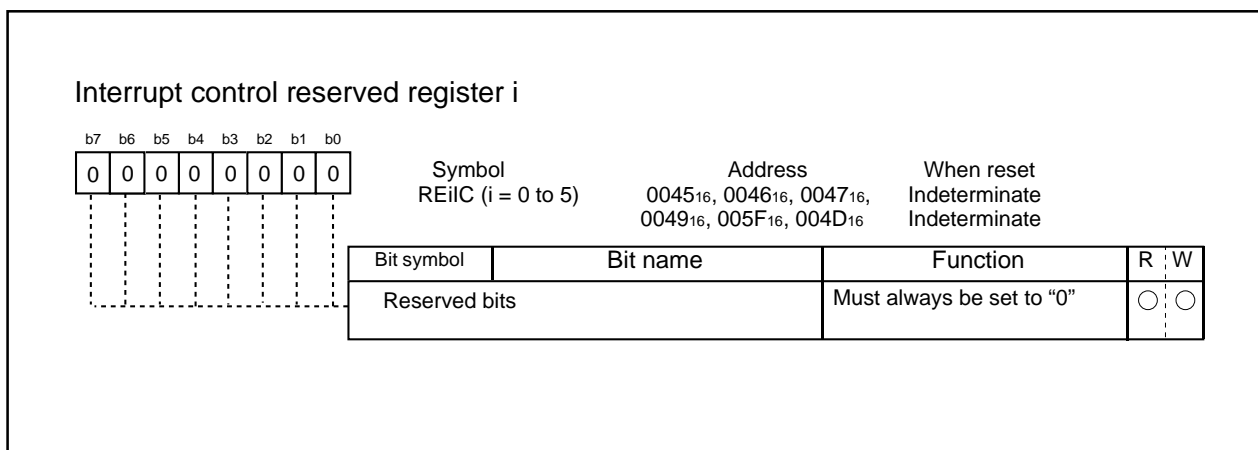 Interrupt control reserved register i
b7 b6 b5 b4 b3 b2 b1 b0
0 0 0 0 0 0 0 0
Symbol Address When reset
REiIC (i = 0 to 5) 0045₁₆, 0046₁₆, 0047₁₆, Indeterminate
0049₁₆, 005F₁₆, 004D₁₆ Indeterminate
Bit symbol Bit name Function R W
Reserved bits Must always be set to “0” ○ ○